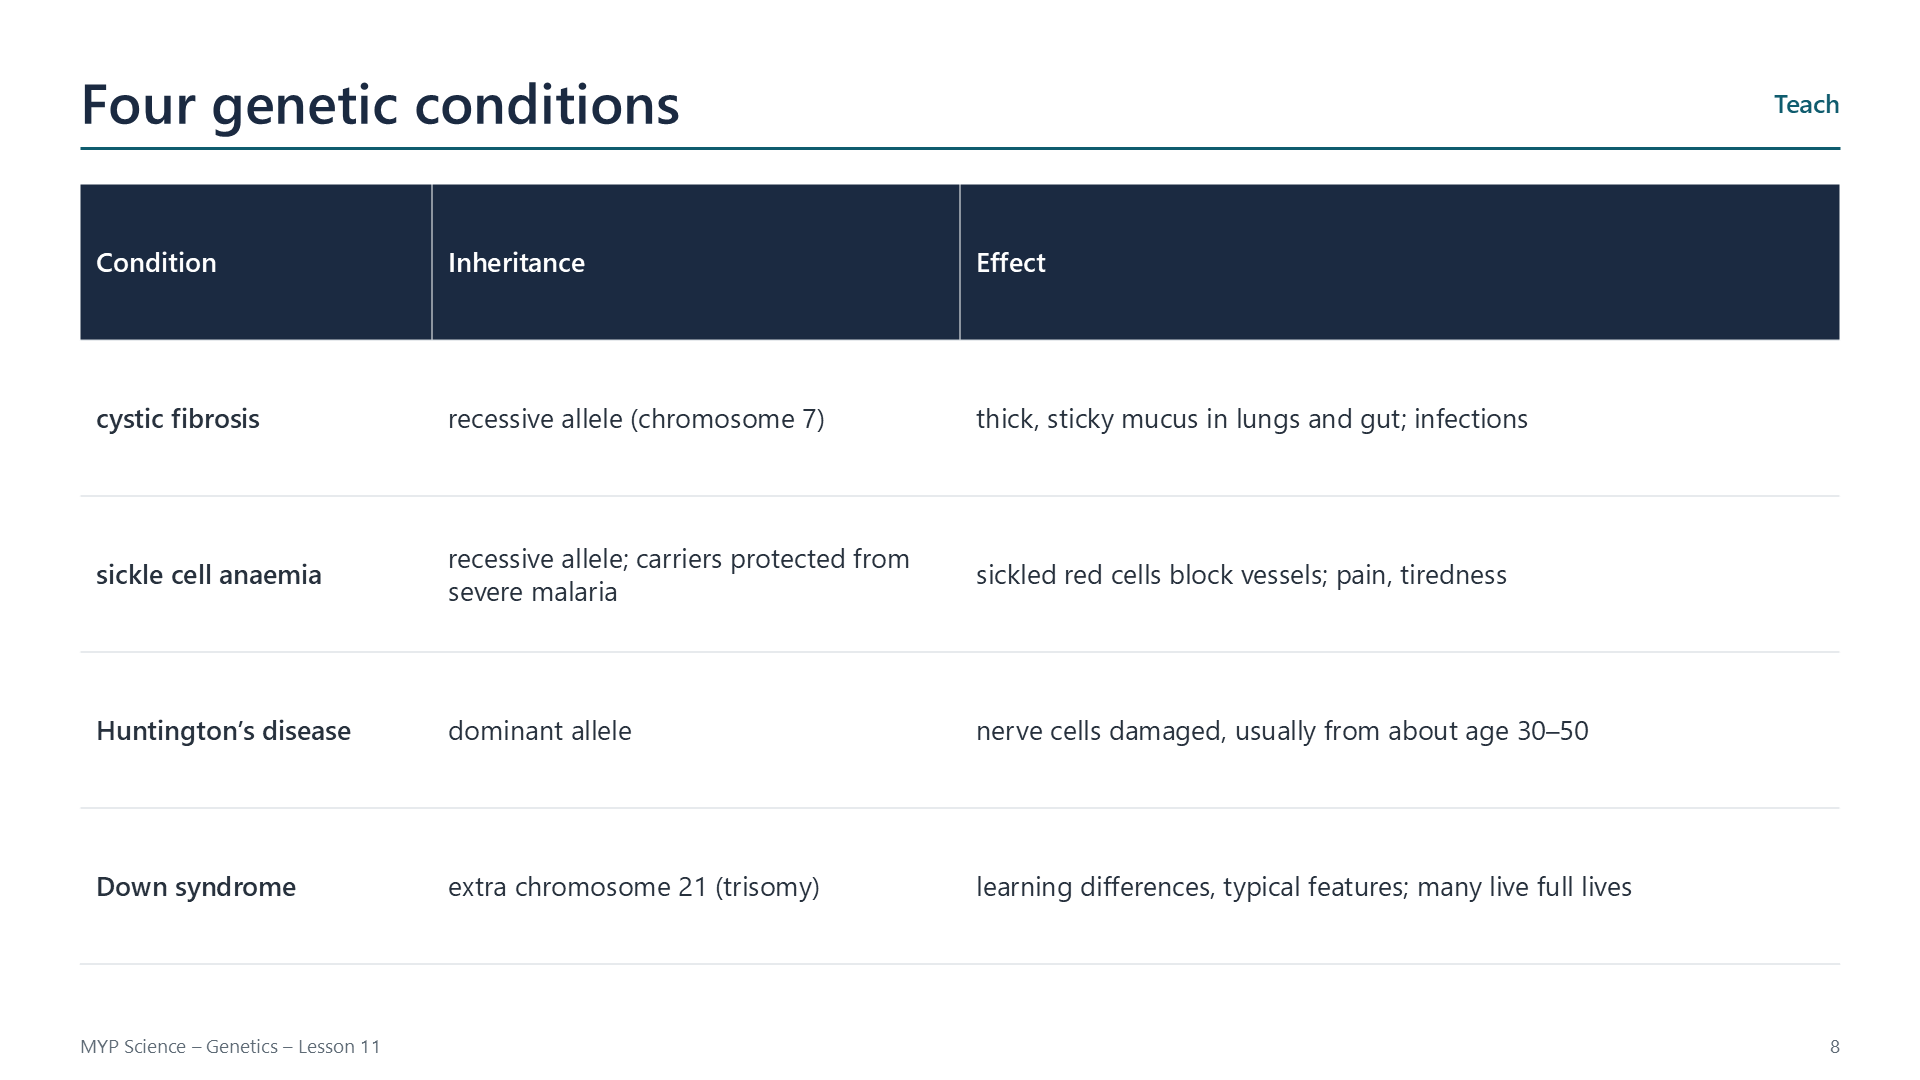 Four genetic conditions
Teach
Condition
Inheritance
Effect
cystic fibrosis
recessive allele (chromosome 7)
thick, sticky mucus in lungs and gut; infections
sickle cell anaemia
recessive allele; carriers protected from
severe malaria
sickled red cells block vessels; pain, tiredness
Huntington’s disease
dominant allele
nerve cells damaged, usually from about age 30–50
Down syndrome
extra chromosome 21 (trisomy)
learning differences, typical features; many live full lives
MYP Science – Genetics – Lesson 11
8